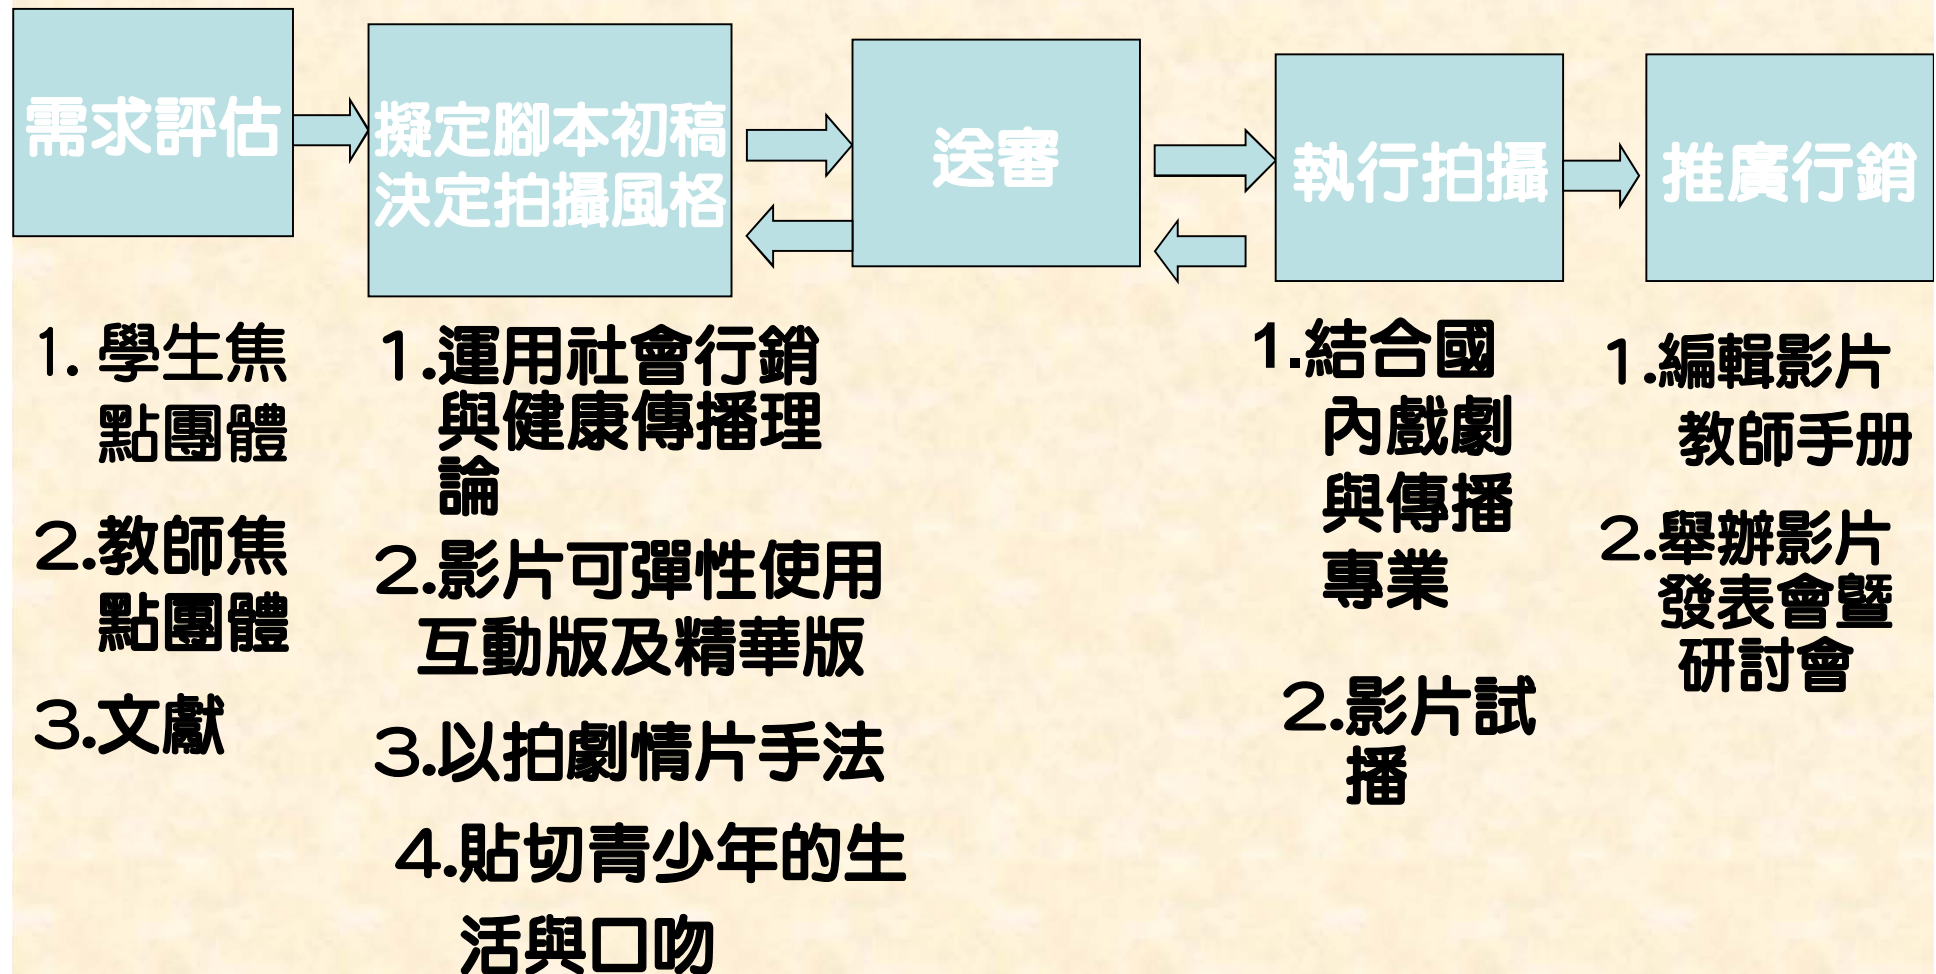 需求評估
擬定腳本初稿
決定拍攝風格
送審
執行拍攝
推廣行銷
1. 學生焦
點團體
2.教師焦
點團體
3.文獻
1.運用社會行銷
與健康傳播理
論
2.影片可彈性使用
互動版及精華版
3.以拍劇情片手法
4.貼切青少年的生
活與口吻
1.結合國
內戲劇
與傳播
專業
2.影片試
播
1.編輯影片
教師手册
2.舉辦影片
發表會暨
研討會